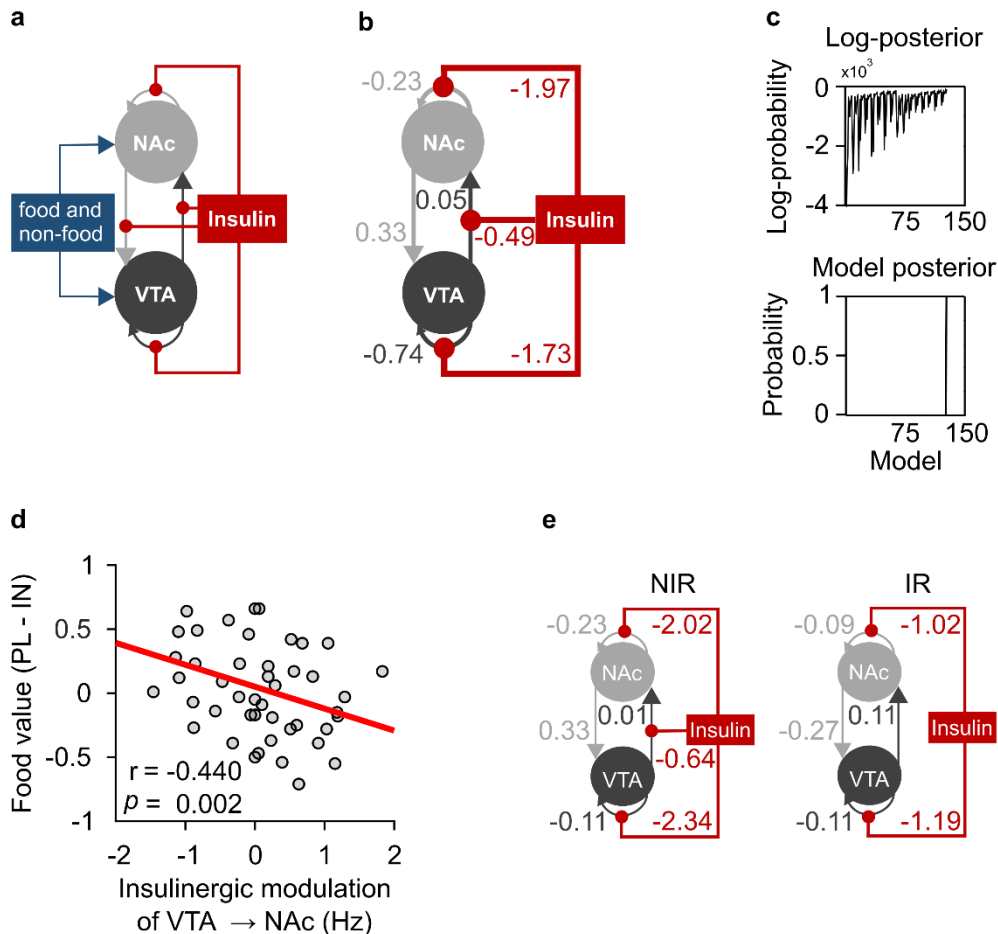 a
NAc
food and
non-food
Insulin
VTA
b
-0.23
-1.97
NAc
0.05
Insulin
0.33
-0.49
VTA
-0.74
-1.73
c
Log-posterior
x10³
Log-probability
0
-2
-4
75
150
Model posterior
Probability
1
0.5
0
75
150
Model
d
Food value (PL - IN)
1
0.5
0
-0.5
-1
r = -0.440
p = 0.002
-2
-1
0
1
2
Insulinergic modulation
of VTA → NAc (Hz)
e
NIR
-0.23
-2.02
NAc
0.01
Insulin
0.33
-0.64
VTA
-0.11
-2.34
IR
-0.09
-1.02
NAc
0.11
Insulin
-0.27
VTA
-0.11
-1.19